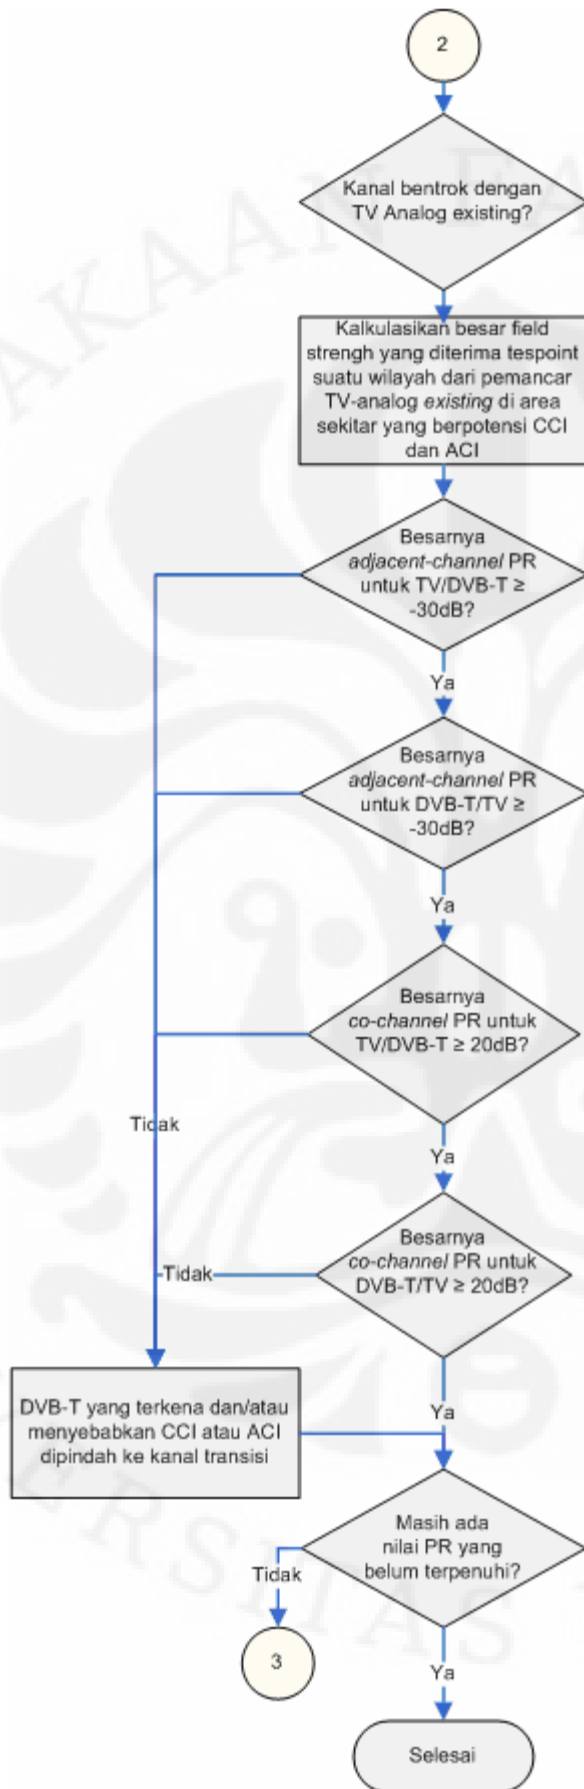 2
Kanal bentrok dengan
TV Analog existing?
Kalkulasikan besar field
strengh yang diterima tespoint
suatu wilayah dari pemancar
TV-analog existing di area
sekitar yang berpotensi CCI
dan ACI
Besarnya
adjacent-channel PR
untuk TV/DVB-T ≥
-30dB?
Ya
Besarnya
adjacent-channel PR
untuk DVB-T/TV ≥
-30dB?
Ya
Besarnya
co-channel PR untuk
TV/DVB-T ≥ 20dB?
Tidak
Ya
Besarnya
co-channel PR untuk
DVB-T/TV ≥ 20dB?
Tidak
Ya
DVB-T yang terkena dan/atau
menyebabkan CCI atau ACI
dipindah ke kanal transisi
Masih ada
nilai PR yang
belum terpenuhi?
Tidak
3
Ya
Selesai